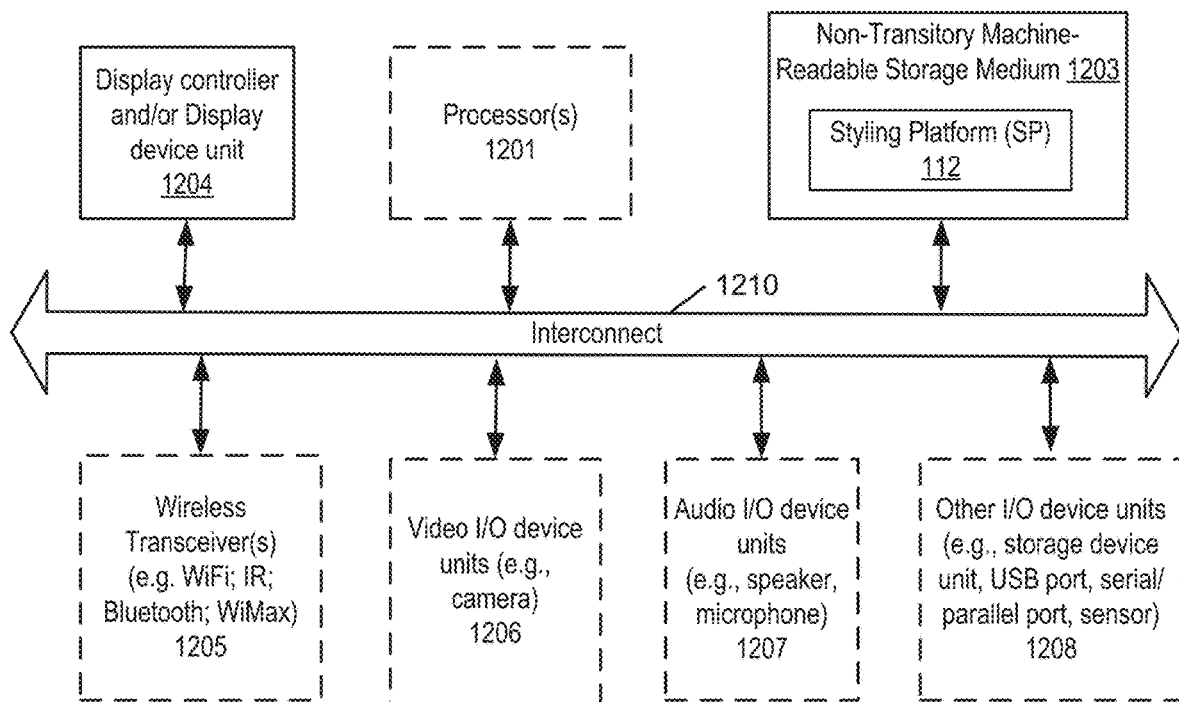 Display controller
and/or Display
device unit
1204
Processor(s)
1201
Non-Transitory Machine-
Readable Storage Medium 1203
Styling Platform (SP)
112
1210
Interconnect
Wireless
Transceiver(s)
(e.g. WiFi; IR;
Bluetooth; WiMax)
1205
Video I/O device
units (e.g.,
camera)
1206
Audio I/O device
units
(e.g., speaker,
microphone)
1207
Other I/O device units
(e.g., storage device
unit, USB port, serial/
parallel port, sensor)
1208